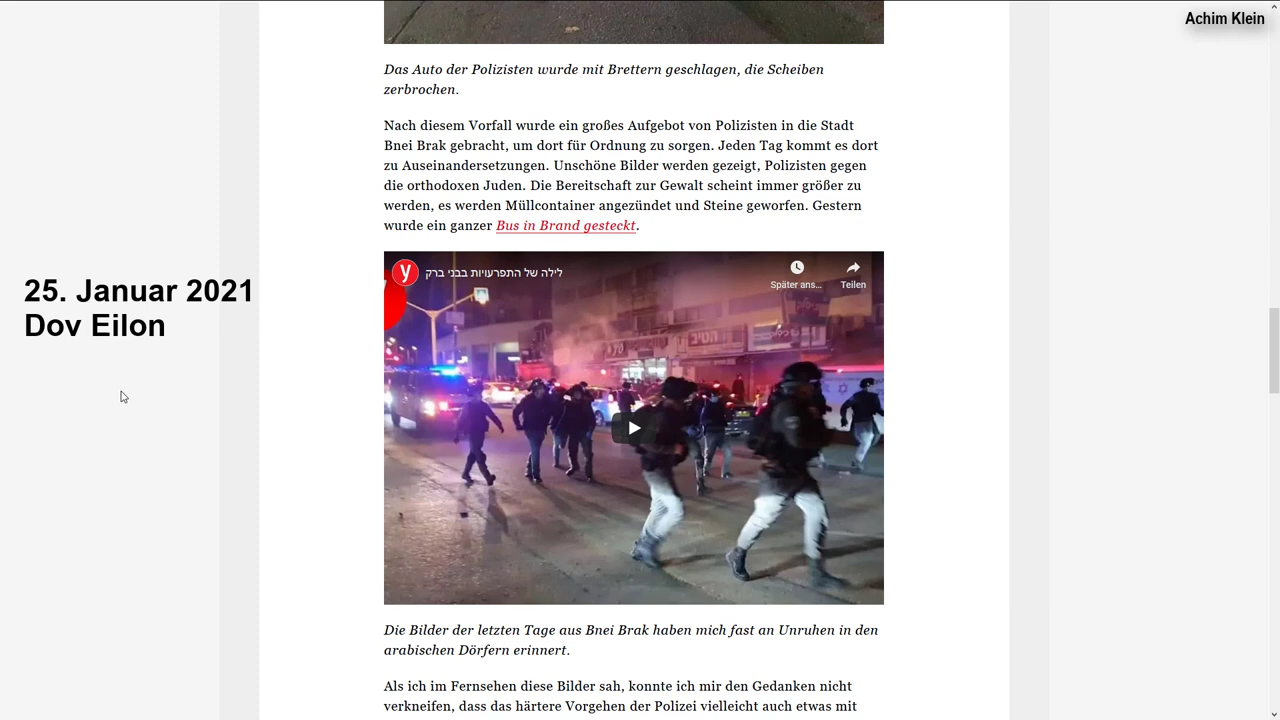 Achim Klein
Das Auto der Polizisten wurde mit Brettern geschlagen, die Scheiben
zerbrochen.
Nach diesem Vorfall wurde ein großes Aufgebot von Polizisten in die Stadt
Bnei Brak gebracht, um dort für Ordnung zu sorgen. Jeden Tag kommt es dort
zu Auseinandersetzungen. Unschöne Bilder werden gezeigt, Polizisten gegen
die orthodoxen Juden. Die Bereitschaft zur Gewalt scheint immer größer zu
werden, es werden Müllcontainer angezündet und Steine geworfen. Gestern
wurde ein ganzer Bus in Brand gesteckt.
25. Januar 2021
Dov Eilon
y
לילה של התפרעויות בבני ברק
Später ans...
Teilen
הטיב
Die Bilder der letzten Tage aus Bnei Brak haben mich fast an Unruhen in den
arabischen Dörfern erinnert.
Als ich im Fernsehen diese Bilder sah, konnte ich mir den Gedanken nicht
verkneifen, dass das härtere Vorgehen der Polizei vielleicht auch etwas mit